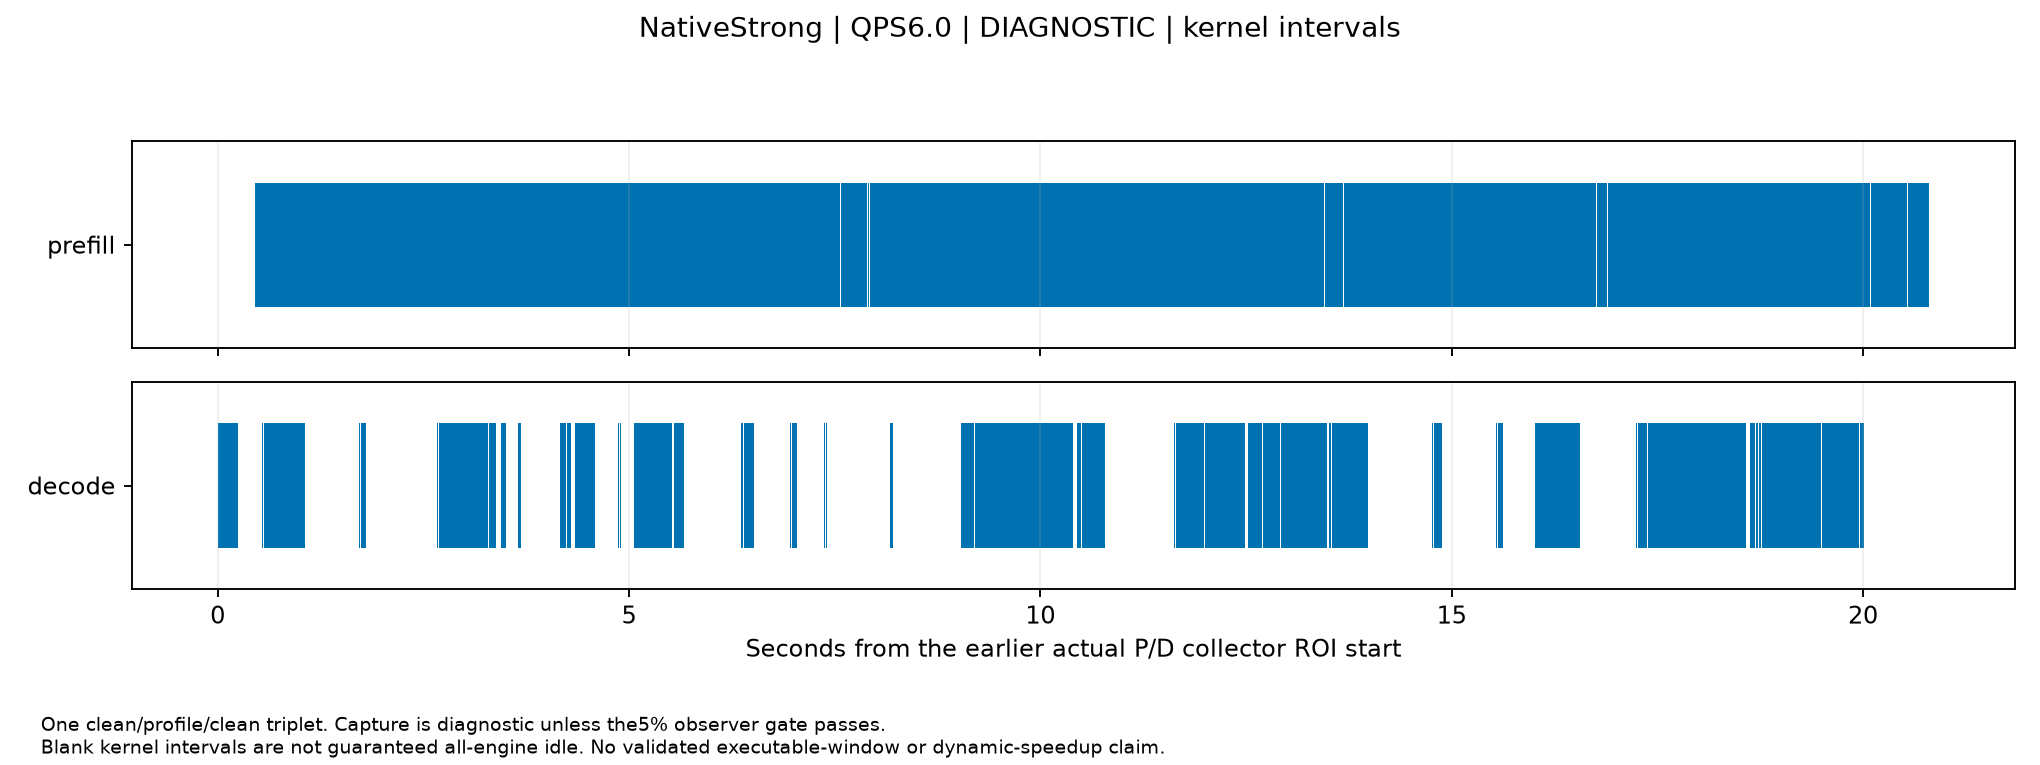 NativeStrong | QPS6.0 | DIAGNOSTIC | kernel intervals
prefill
decode
0 5 10 15 20
Seconds from the earlier actual P/D collector ROI start
One clean/profile/clean triplet. Capture is diagnostic unless the5% observer gate passes.
Blank kernel intervals are not guaranteed all-engine idle. No validated executable-window or dynamic-speedup claim.